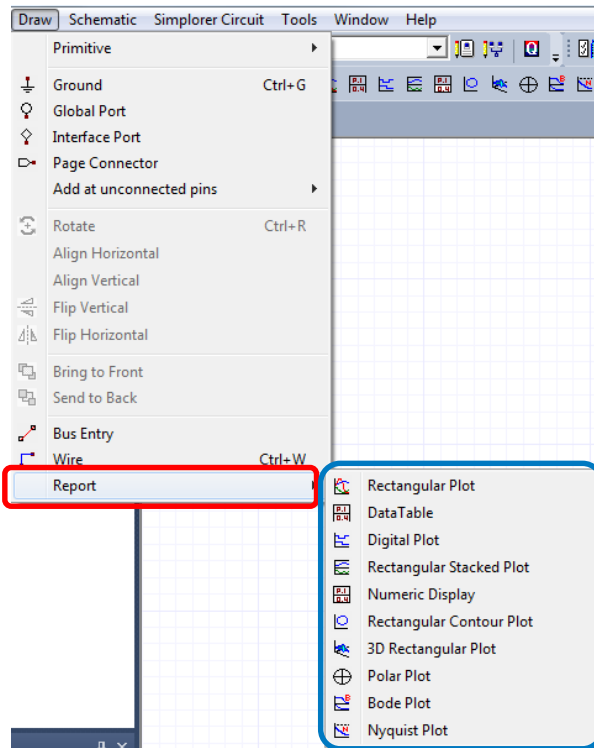 Draw Schematic Simplorer Circuit Tools Window Help
Primitive
Ground Ctrl+G
Global Port
Interface Port
Page Connector
Add at unconnected pins
Rotate Ctrl+R
Align Horizontal
Align Vertical
Flip Vertical
Flip Horizontal
Bring to Front
Send to Back
Bus Entry
Wire Ctrl+W
Report
Rectangular Plot
DataTable
Digital Plot
Rectangular Stacked Plot
Numeric Display
Rectangular Contour Plot
3D Rectangular Plot
Polar Plot
Bode Plot
Nyquist Plot